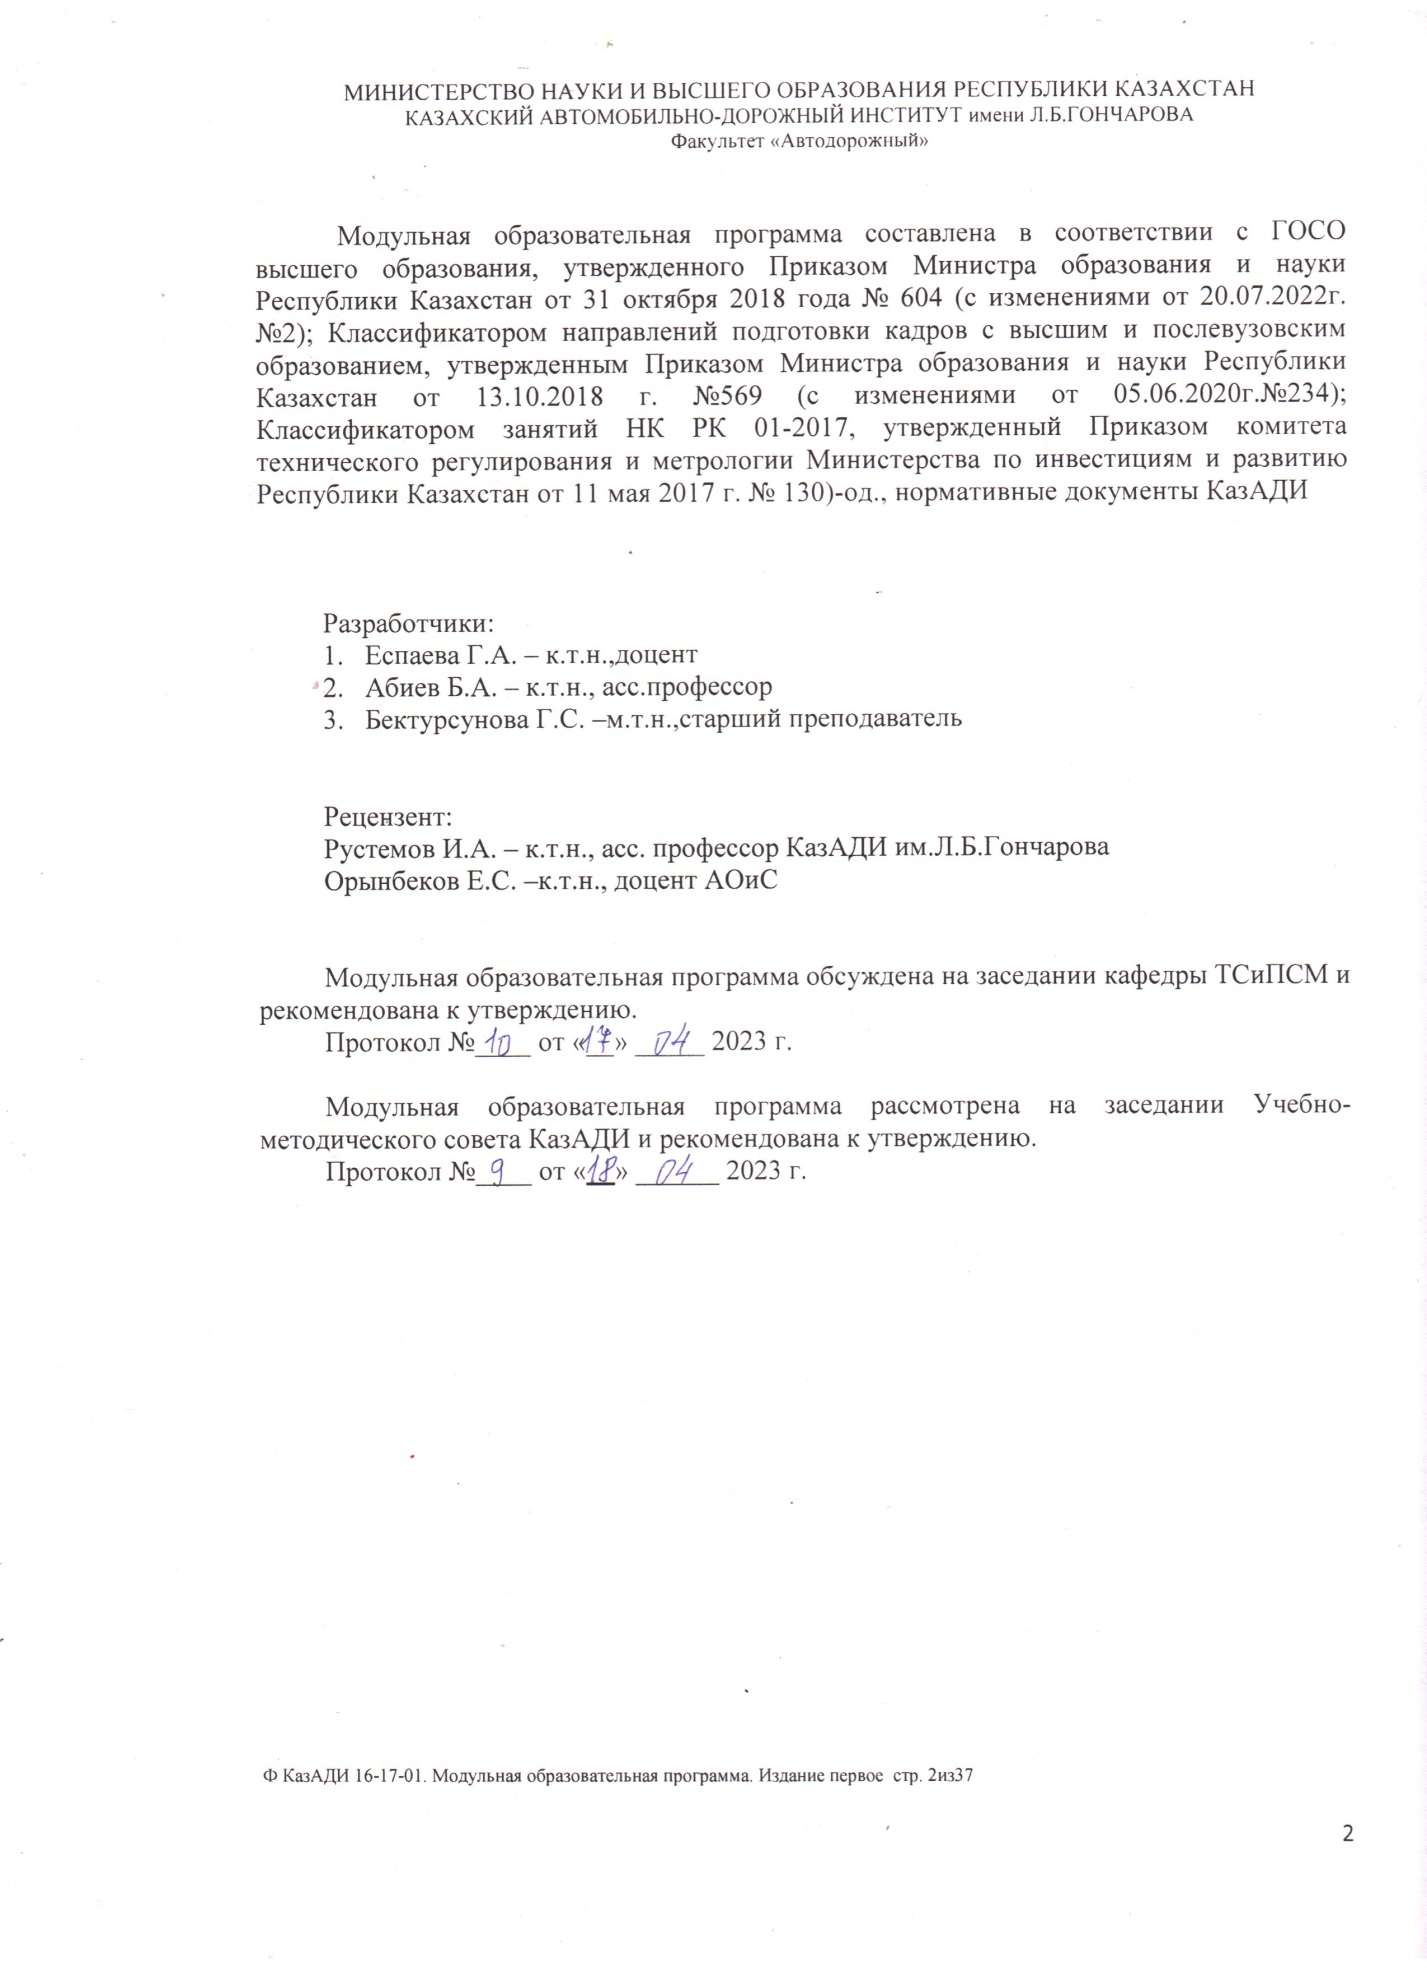 МИНИСТЕРСТВО НАУКИ И ВЫСШЕГО ОБРАЗОВАНИЯ РЕСПУБЛИКИ КАЗАХСТАН
КАЗАХСКИЙ АВТОМОБИЛЬНО-ДОРОЖНЫЙ ИНСТИТУТ имени Л.Б.ГОНЧАРОВА
Факультет «Автодорожный»
Модульная образовательная программа составлена в соответствии с ГОСО
высшего образования, утвержденного Приказом Министра образования и науки
Республики Казахстан от 31 октября 2018 года № 604 (с изменениями от 20.07.2022г.
№2); Классификатором направлений подготовки кадров с высшим и послевузовским
образованием, утвержденным Приказом Министра образования и науки Республики
Казахстан от 13.10.2018 г. №569 (с изменениями от 05.06.2020г.№234);
Классификатором занятий НК РК 01-2017, утвержденный Приказом комитета
технического регулирования и метрологии Министерства по инвестициям и развитию
Республики Казахстан от 11 мая 2017 г. № 130)-од., нормативные документы КазАДИ
Разработчики:
1. Еспаева Г.А. – к.т.н.,доцент
2. Абиев Б.А. – к.т.н., асс.профессор
3. Бектурсунова Г.С. –м.т.н.,старший преподаватель
Рецензент:
Рустемов И.А. – к.т.н., асс. профессор КазАДИ им.Л.Б.Гончарова
Орынбеков Е.С. –к.т.н., доцент АОиС
Модульная образовательная программа обсуждена на заседании кафедры ТСиПСМ и
рекомендована к утверждению.
Протокол № 10 от «17» 04 2023 г.
Модульная образовательная программа рассмотрена на заседании Учебно-
методического совета КазАДИ и рекомендована к утверждению.
Протокол № 9 от «18» 04 2023 г.
Ф КазАДИ 16-17-01. Модульная образовательная программа. Издание первое стр. 2из37
2